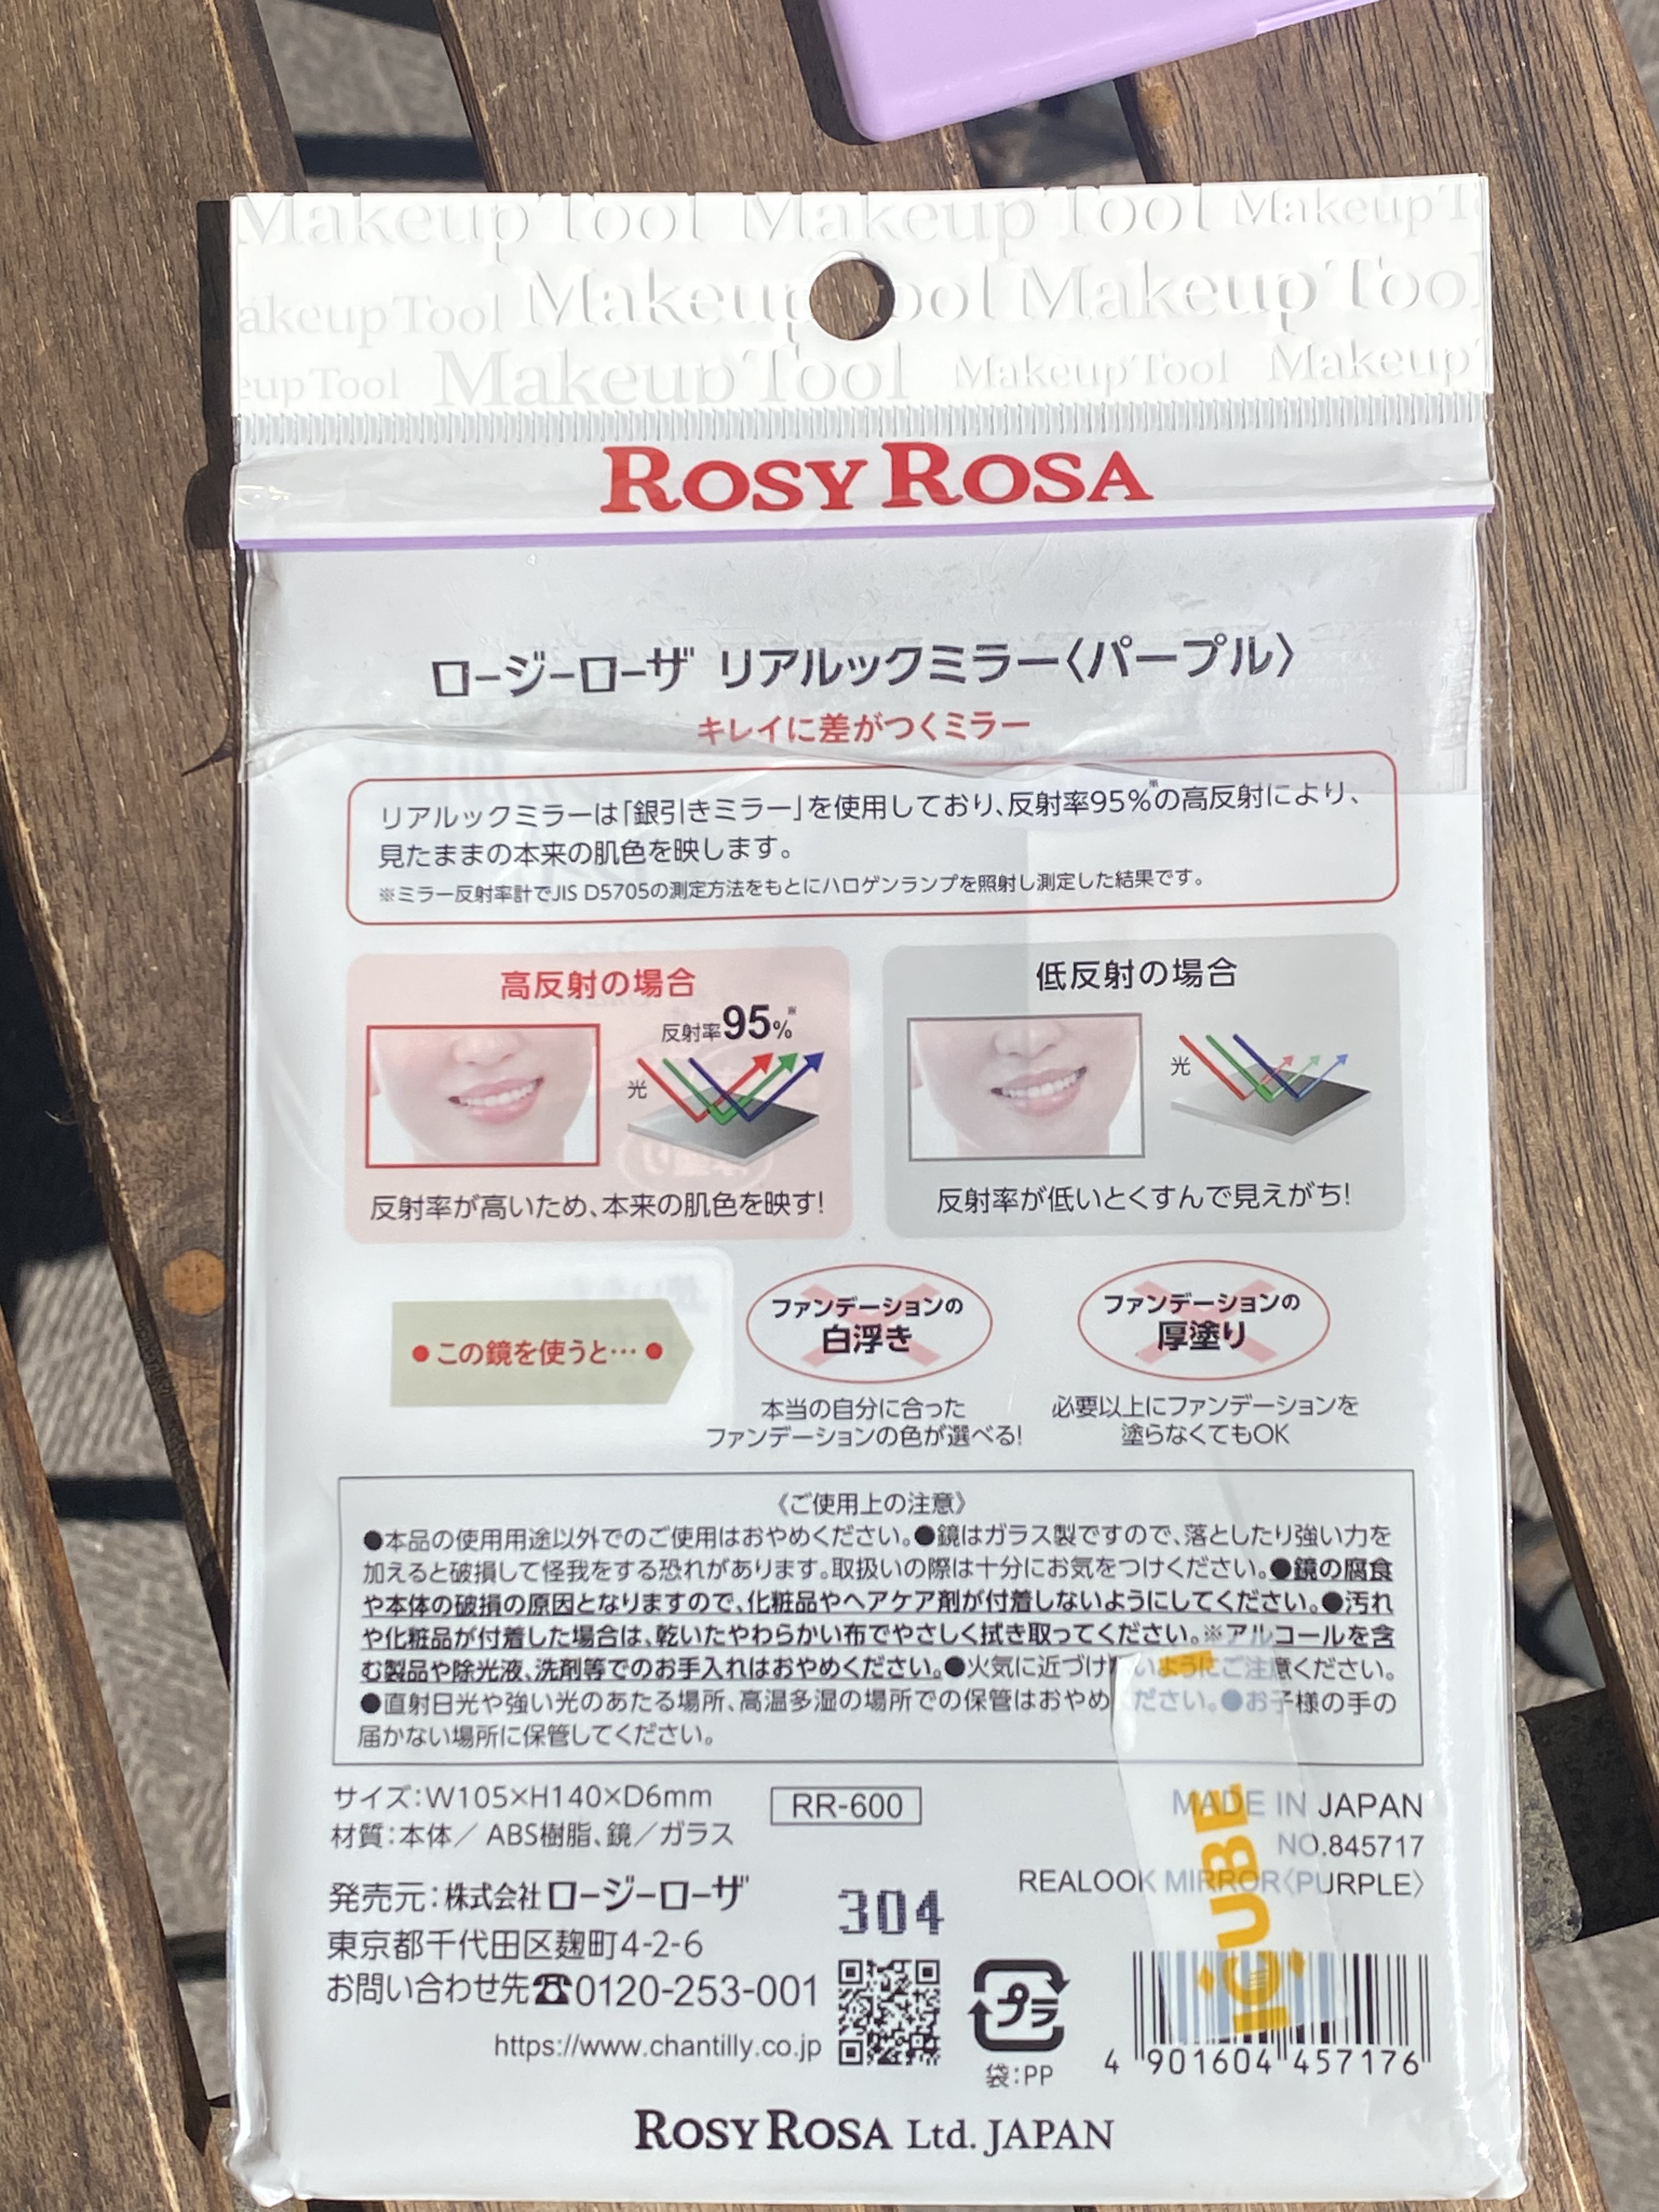 Makeup Tool Makeup Tool Makeup T
akeup Tool Makeup ool Makeup Tool
eup Tool Makeup Tool Makeup Tool Makeup
ROSY ROSA
ロージーローザ リアルックミラー〈パープル〉
キレイに差がつくミラー
リアルックミラーは「銀引きミラー」を使用しており、反射率95%※の高反射により、
見たままの本来の肌色を映します。
※ミラー反射率計でJIS D5705の測定方法をもとにハロゲンランプを照射し測定した結果です。
高反射の場合
反射率95%※
光
反射率が高いため、本来の肌色を映す!
低反射の場合
光
反射率が低いとくすんで見えがち!
●この鏡を使うと…●
ファンデーションの
白浮き
本当の自分に合った
ファンデーションの色が選べる!
ファンデーションの
厚塗り
必要以上にファンデーションを
塗らなくてもOK
《ご使用上の注意》
●本品の使用用途以外でのご使用はおやめください。●鏡はガラス製ですので、落としたり強い力を
加えると破損して怪我をする恐れがあります。取扱いの際は十分にお気をつけください。●鏡の腐食
や本体の破損の原因となりますので、化粧品やヘアケア剤が付着しないようにしてください。●汚れ
や化粧品が付着した場合は、乾いたやわらかい布でやさしく拭き取ってください。※アルコールを含
む製品や除光液、洗剤等でのお手入れはおやめください。●火気に近づけないようにご注意ください。
●直射日光や強い光のあたる場所、高温多湿の場所での保管はおやめください。●お子様の手の
届かない場所に保管してください。
サイズ:W105×H140×D6mm
材質:本体／ABS樹脂、鏡／ガラス
RR-600
MADE IN JAPAN
NO.845717
REALOOK MIRROR〈PURPLE〉
発売元:株式会社ロージーローザ
東京都千代田区麹町4-2-6
お問い合わせ先☎0120-253-001
https://www.chantilly.co.jp
304
プラ
袋:PP
CUBE
4 901604 457176
ROSY ROSA Ltd. JAPAN